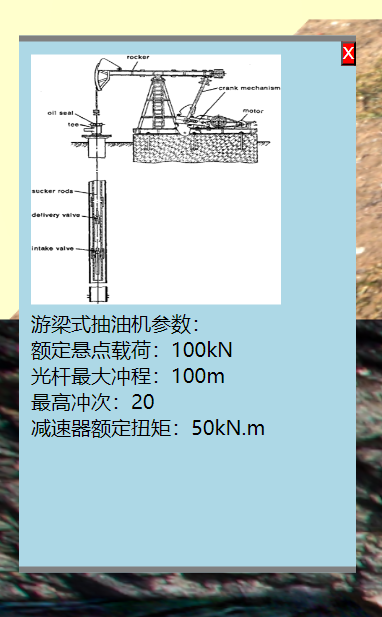 X
rocker
crank mechanism
motor
oil seal
tee
sucker rods
delivery valve
intake valve
游梁式抽油机参数：
额定悬点载荷：100kN
光杆最大冲程：100m
最高冲次：20
减速器额定扭矩：50kN.m